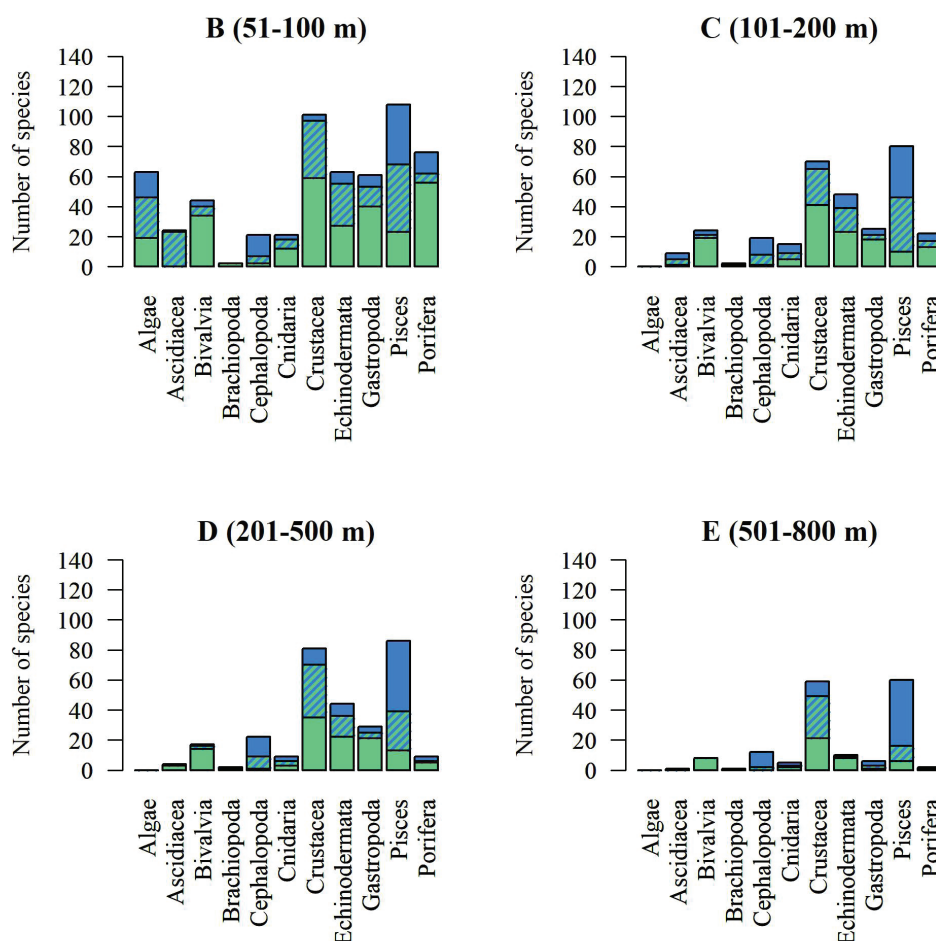 B (51-100 m)
Number of species
140
120
100
80
60
40
20
0
Algae
Ascidiacea
Bivalvia
Brachiopoda
Cephalopoda
Cnidaria
Crustacea
Echinodermata
Gastropoda
Pisces
Porifera
C (101-200 m)
Number of species
140
120
100
80
60
40
20
0
Algae
Ascidiacea
Bivalvia
Brachiopoda
Cephalopoda
Cnidaria
Crustacea
Echinodermata
Gastropoda
Pisces
Porifera
D (201-500 m)
Number of species
140
120
100
80
60
40
20
0
Algae
Ascidiacea
Bivalvia
Brachiopoda
Cephalopoda
Cnidaria
Crustacea
Echinodermata
Gastropoda
Pisces
Porifera
E (501-800 m)
Number of species
140
120
100
80
60
40
20
0
Algae
Ascidiacea
Bivalvia
Brachiopoda
Cephalopoda
Cnidaria
Crustacea
Echinodermata
Gastropoda
Pisces
Porifera